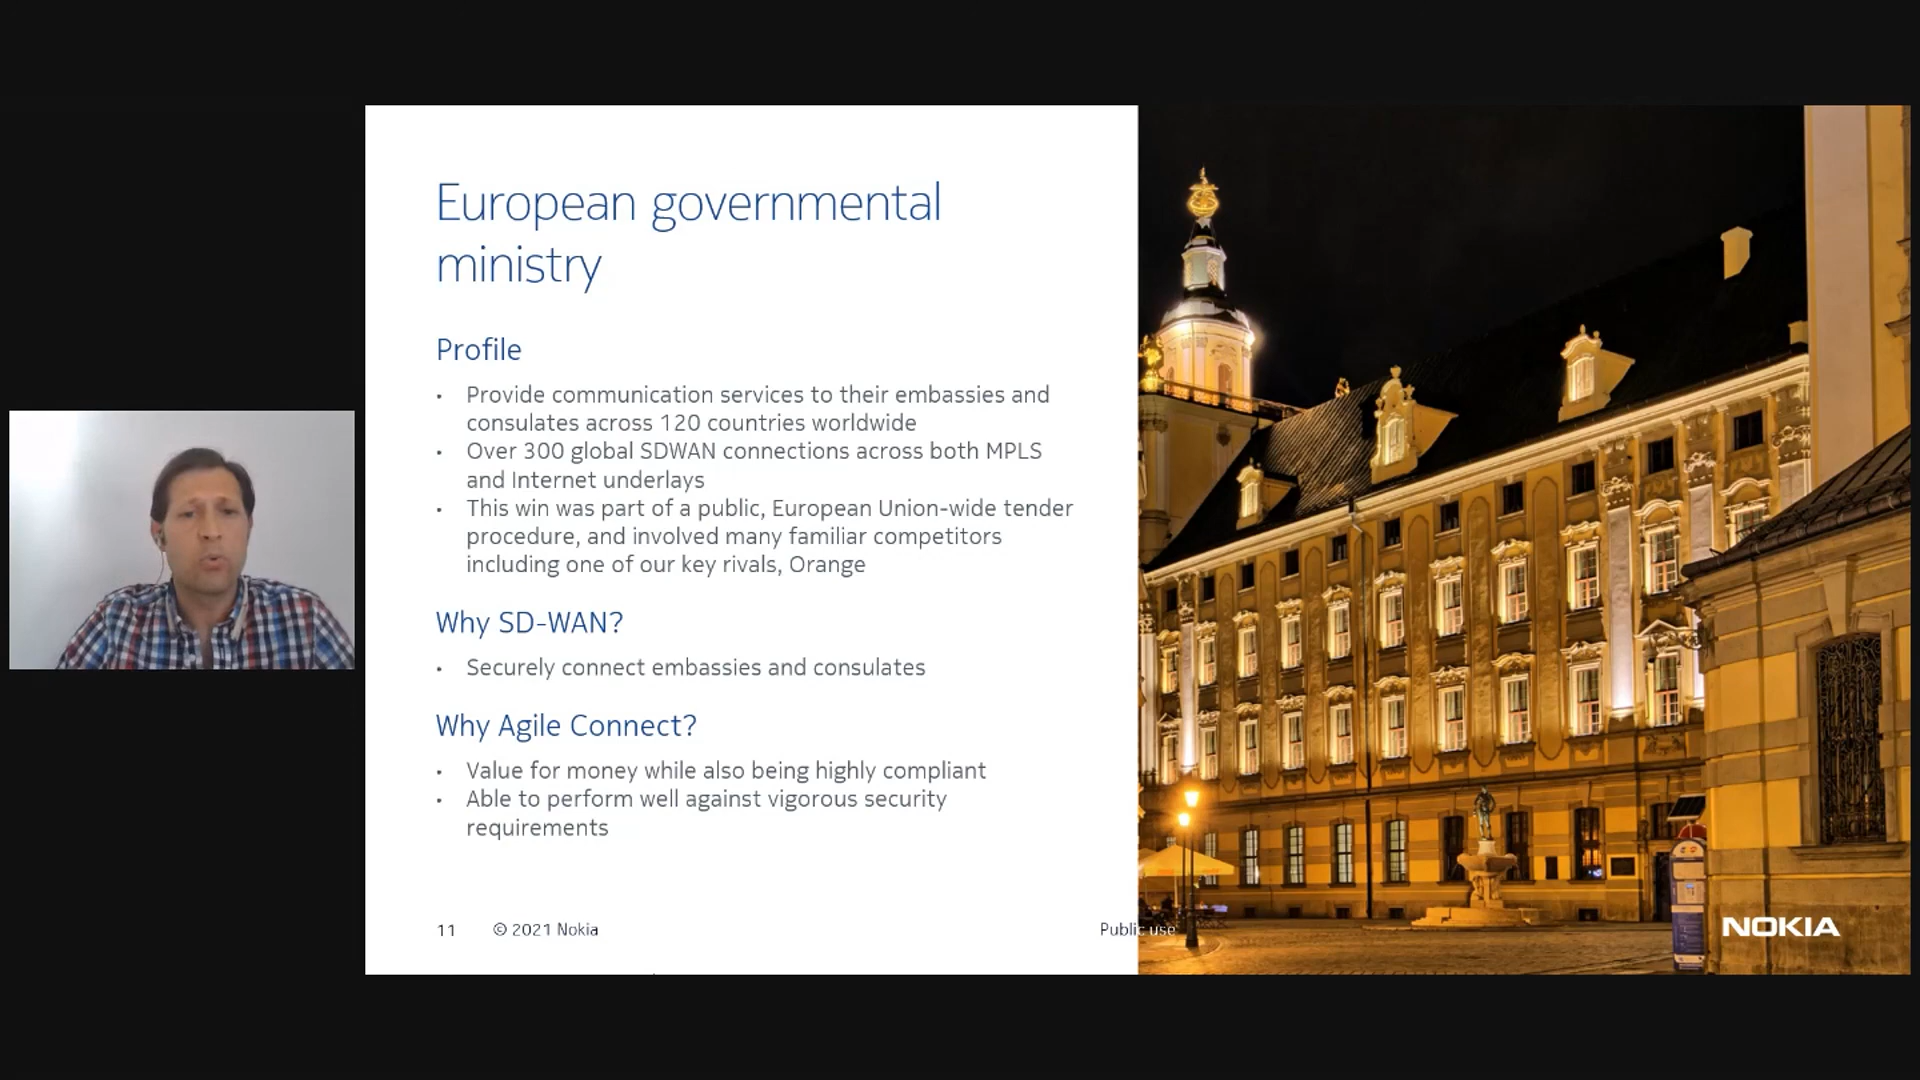 European governmental
ministry
Profile
• Provide communication services to their embassies and
consulates across 120 countries worldwide
• Over 300 global SDWAN connections across both MPLS
and Internet underlays
• This win was part of a public, European Union-wide tender
procedure, and involved many familiar competitors
including one of our key rivals, Orange
Why SD-WAN?
• Securely connect embassies and consulates
Why Agile Connect?
• Value for money while also being highly compliant
• Able to perform well against vigorous security
requirements
11 © 2021 Nokia Public use
NOKIA